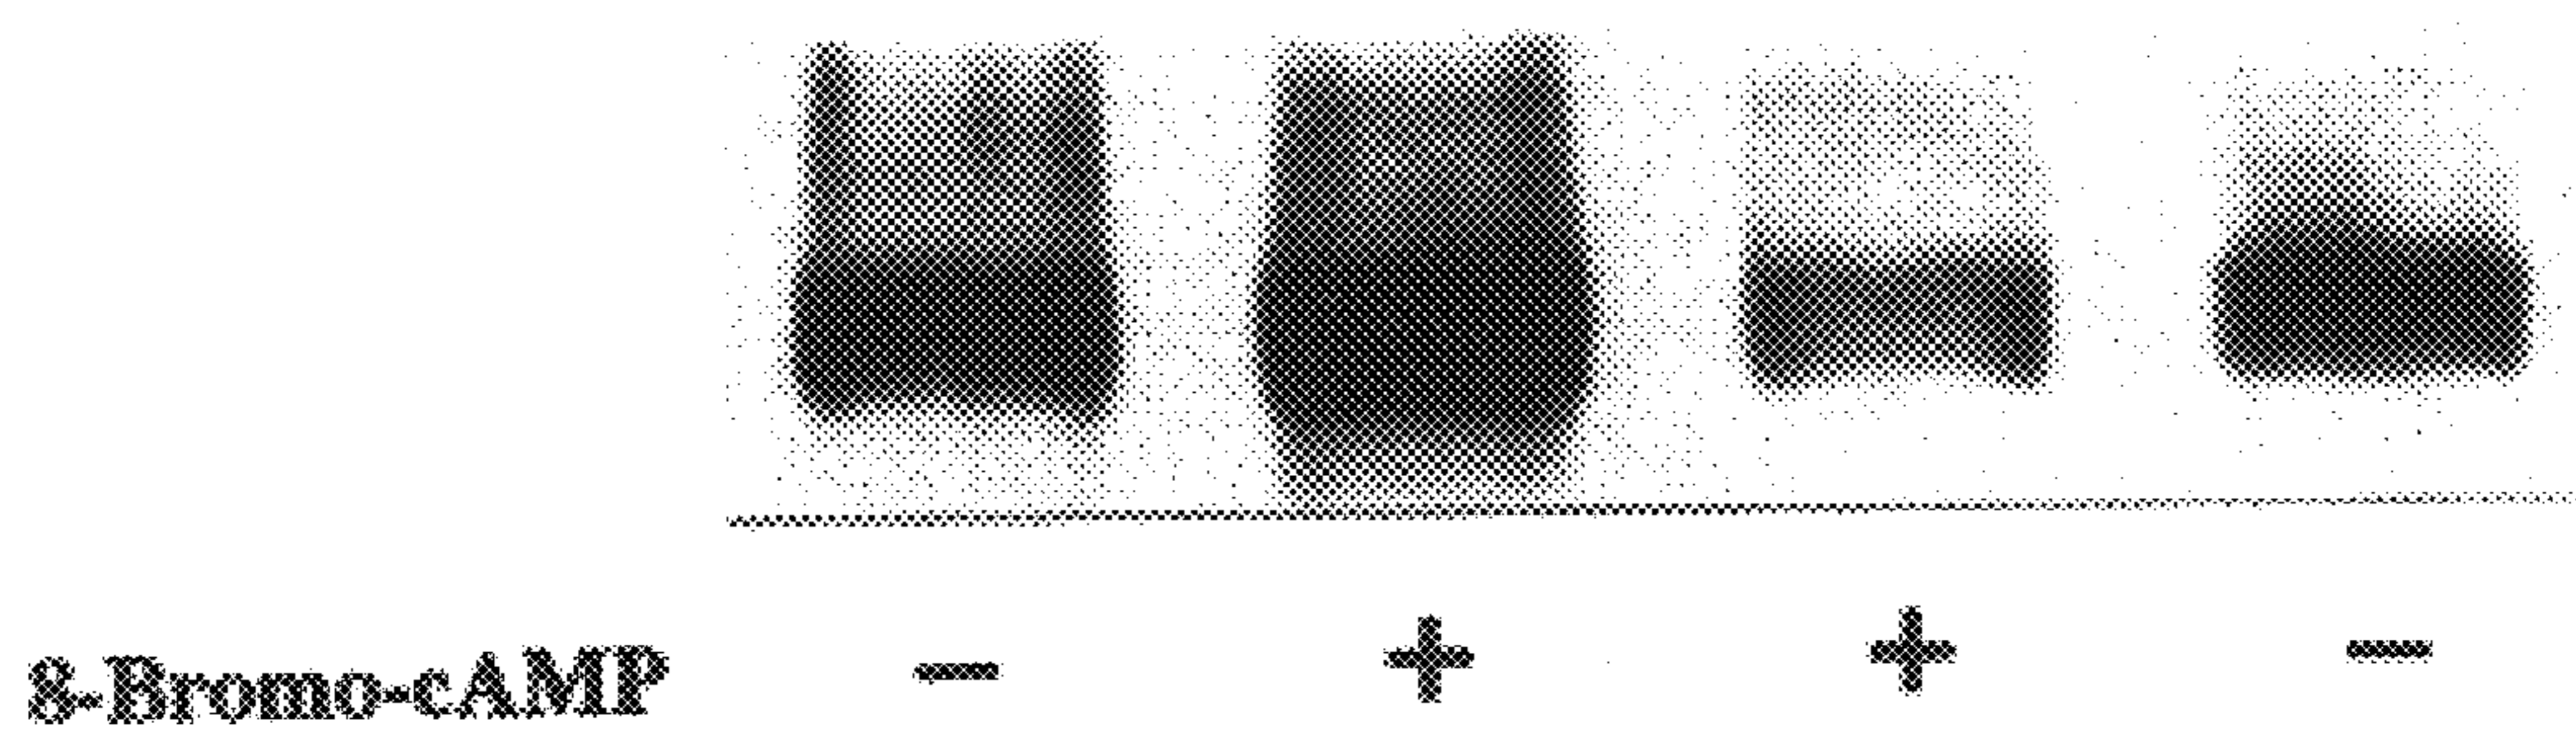 8-Bromo-cAMP − + + −